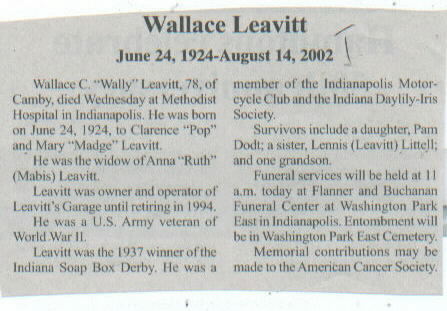 Wallace Leavitt
June 24, 1924-August 14, 2002
Wallace C. “Wally” Leavitt, 78, of
Camby, died Wednesday at Methodist
Hospital in Indianapolis. He was born
on June 24, 1924, to Clarence “Pop”
and Mary “Madge” Leavitt.
He was the widow of Anna “Ruth”
(Mabis) Leavitt.
Leavitt was owner and operator of
Leavitt’s Garage until retiring in 1994.
He was a U.S. Army veteran of
World War II.
Leavitt was the 1937 winner of the
Indiana Soap Box Derby. He was a
member of the Indianapolis Motor-
cycle Club and the Indiana Daylily-Iris
Society.
Survivors include a daughter, Pam
Dodt; a sister, Lennis (Leavitt) Littell;
and one grandson.
Funeral services will be held at 11
a.m. today at Flanner and Buchanan
Funeral Center at Washington Park
East in Indianapolis. Entombment will
be in Washington Park East Cemetery.
Memorial contributions may be
made to the American Cancer Society.